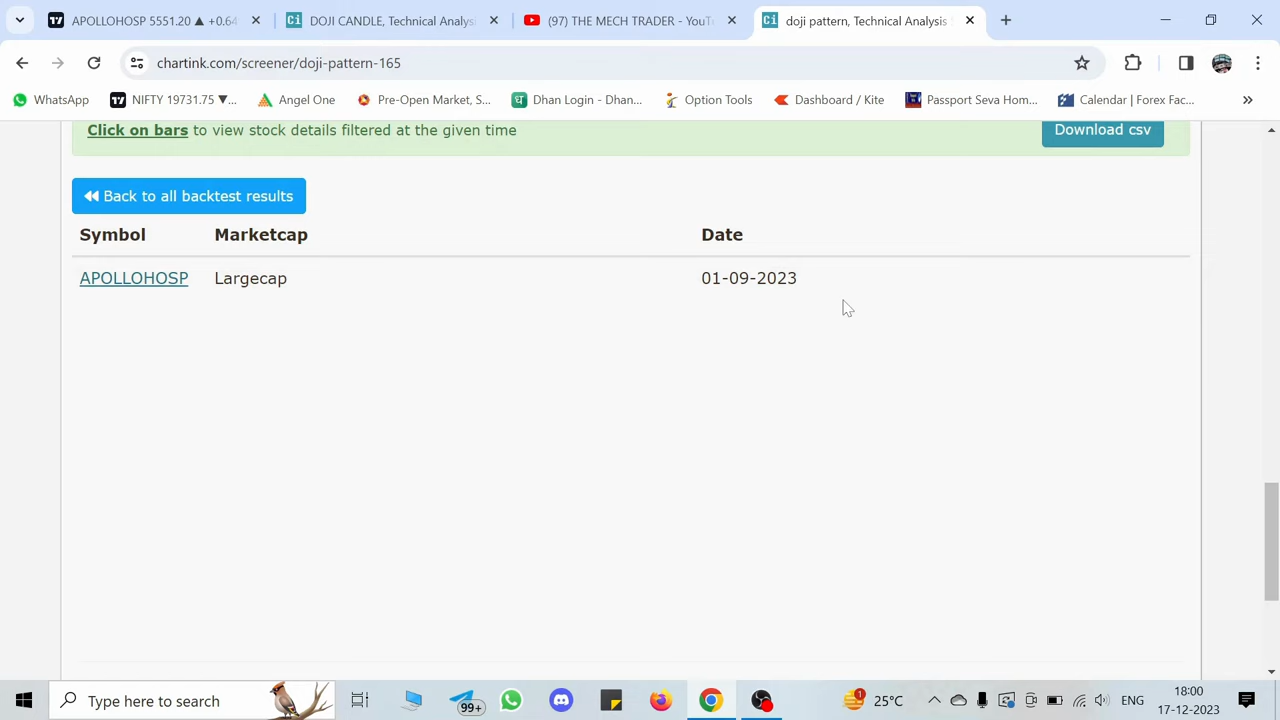 APOLLOHOSP 5551.20 ▲ +0.64
DOJI CANDLE, Technical Analysi
(97) THE MECH TRADER - YouT
doji pattern, Technical Analysis
chartink.com/screener/doji-pattern-165
WhatsApp
NIFTY 19731.75 ▼...
Angel One
Pre-Open Market, S...
Dhan Login - Dhan...
Option Tools
Dashboard / Kite
Passport Seva Hom...
Calendar | Forex Fac...
Click on bars to view stock details filtered at the given time
Download csv
Back to all backtest results
Symbol Marketcap Date
APOLLOHOSP Largecap 01-09-2023
Type here to search
99+
1
25°C
ENG
18:00
17-12-2023